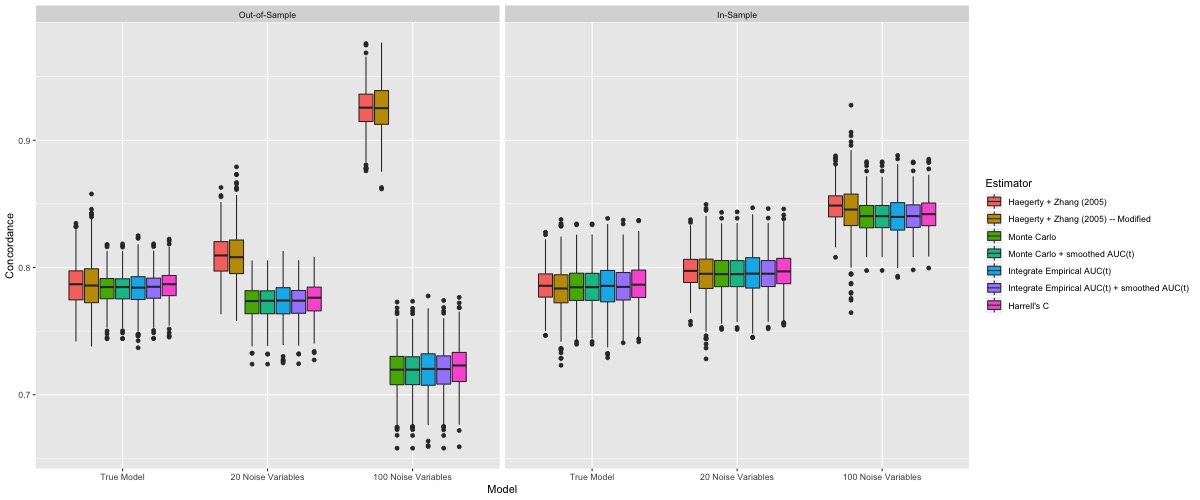 Out-of-Sample
In-Sample
Concordance
0.9
0.8
0.7
True Model
20 Noise Variables
100 Noise Variables
True Model
20 Noise Variables
100 Noise Variables
Model
Estimator
Haegerty + Zhang (2005)
Haegerty + Zhang (2005) -- Modified
Monte Carlo
Monte Carlo + smoothed AUC(t)
Integrate Empirical AUC(t)
Integrate Empirical AUC(t) + smoothed AUC(t)
Harrell's C